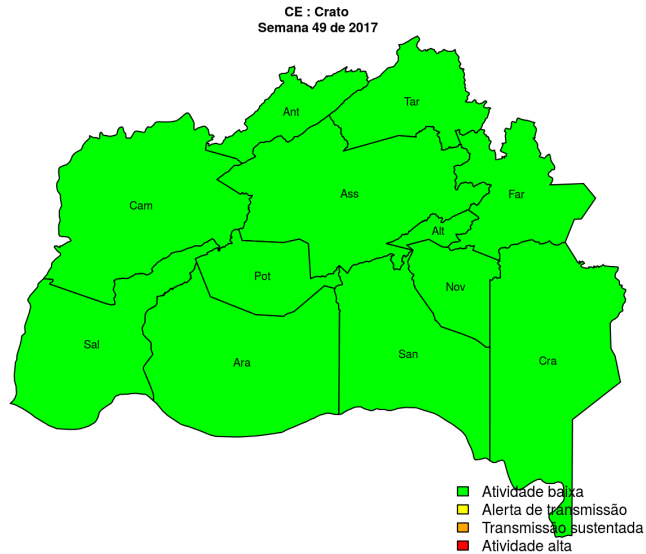 CE : Crato
Semana 49 de 2017
Tar
Ant
Ass
Far
Cam
Alt
Pot
Nov
Sal
San
Ara
Cra
Atividade baixa
Alerta de transmissão
Transmissão sustentada
Atividade alta